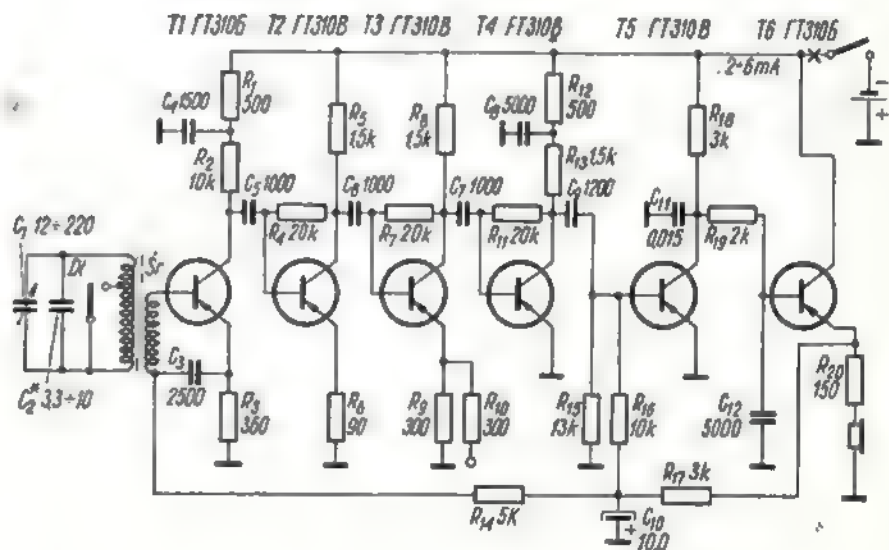 T1 ГТ310Б
T2 ГТ310В
T3 ГТ310В
T4 ГТ310В
T5 ГТ310В
T6 ГТ310Б
R1 500
C4 1500
R2 10k
R5 1,5k
R8 1,5k
R12 500
C8 5000
R13 1,5k
R18 3k
2÷6mA
C5 1000
C6 1000
C7 1000
C9 1200
C11 0,015
R4 20k
R7 20k
R11 20k
R19 2k
C1 12÷220
Dł
Śr
C2* 3,3÷10
C3 2500
R3 360
R6 90
R9 300
R10 300
R15 13k
R16 10k
C12 5000
R20 150
R14 5K
R17 3k
C10 10,0